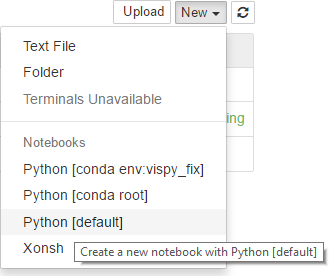 Upload New
Text File
Folder
Terminals Unavailable
ing
Notebooks
Python [conda env:vispy_fix]
Python [conda root]
Python [default]
Xonsh
Create a new notebook with Python [default]